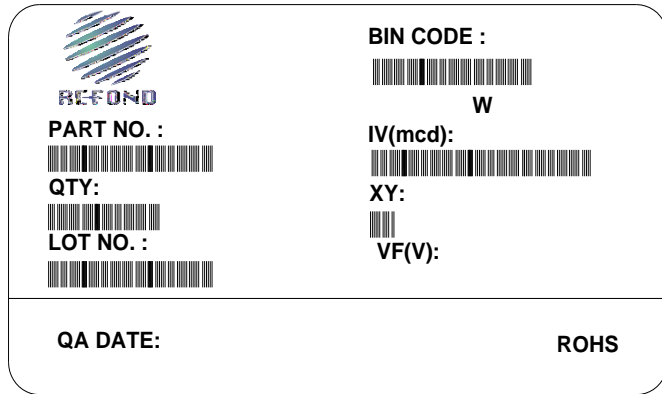 REFOND
PART NO. :
QTY:
LOT NO. :
BIN CODE :
W
IV(mcd):
XY:
VF(V):
QA DATE:
ROHS